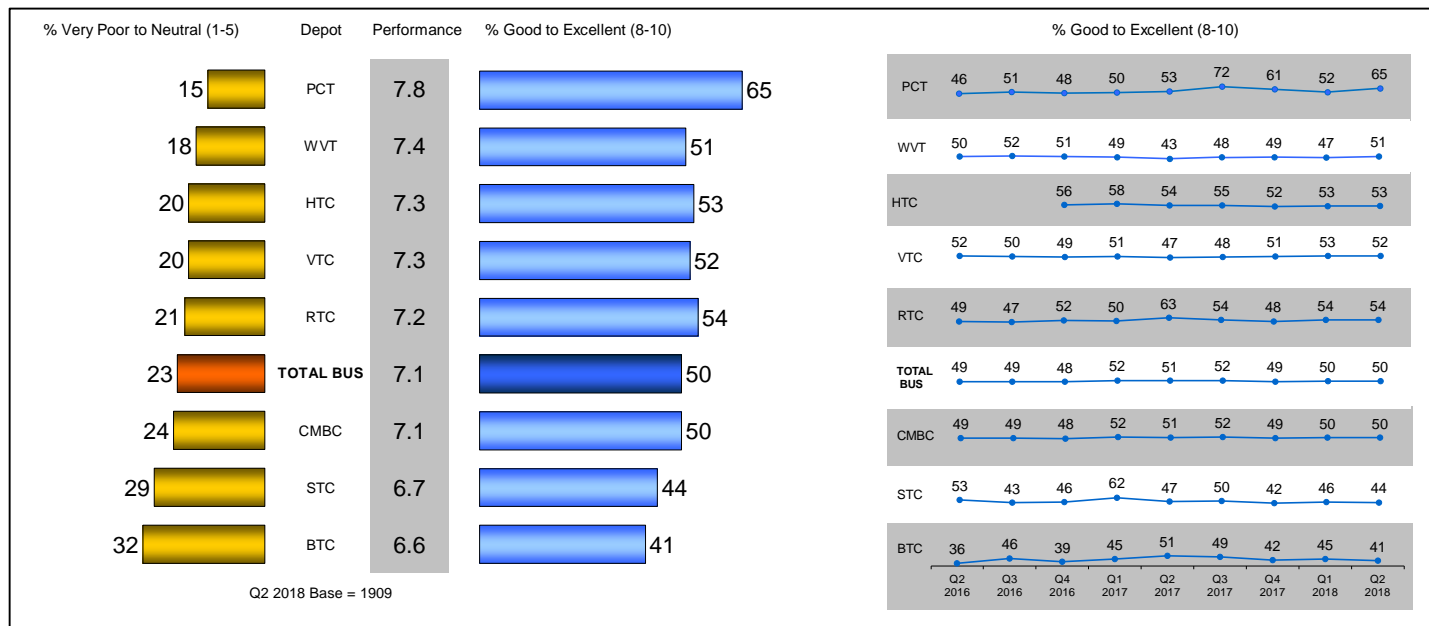 % Very Poor to Neutral (1-5) Depot Performance % Good to Excellent (8-10)
15 PCT 7.8 65
18 WVT 7.4 51
20 HTC 7.3 53
20 VTC 7.3 52
21 RTC 7.2 54
23 TOTAL BUS 7.1 50
24 CMBC 7.1 50
29 STC 6.7 44
32 BTC 6.6 41
Q2 2018 Base = 1909
% Good to Excellent (8-10)
PCT 46 51 48 50 53 72 61 52 65
WVT 50 52 51 49 43 48 49 47 51
HTC 56 58 54 55 52 53 53
VTC 52 50 49 51 47 48 51 53 52
RTC 49 47 52 50 63 54 48 54 54
TOTAL
BUS 49 49 48 52 51 52 49 50 50
CMBC 49 49 48 52 51 52 49 50 50
STC 53 43 46 62 47 50 42 46 44
BTC 36 46 39 45 51 49 42 45 41
Q2 Q3 Q4 Q1 Q2 Q3 Q4 Q1 Q2
2016 2016 2016 2017 2017 2017 2017 2018 2018